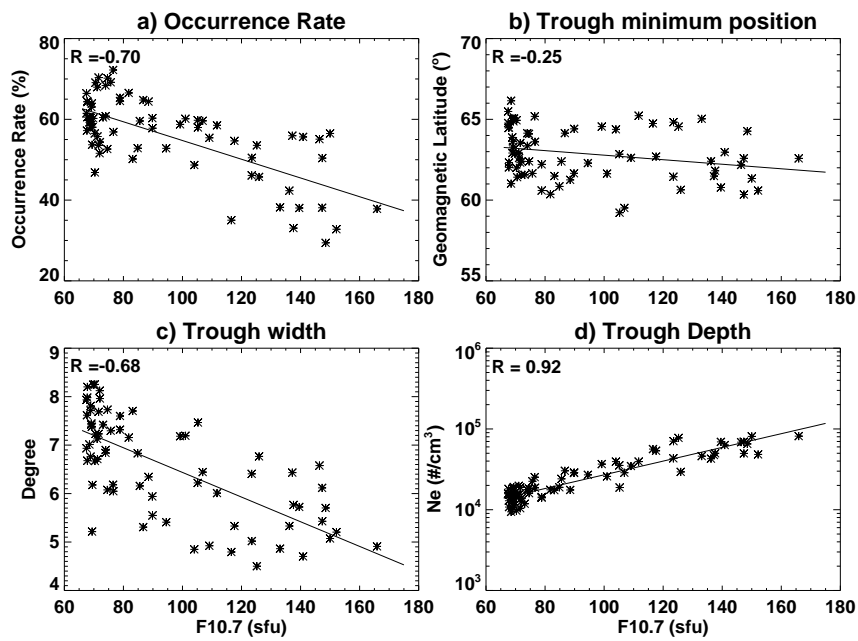 a) Occurrence Rate
R =-0.70
Occurrence Rate (%)
80
60
40
20
60 80 100 120 140 160 180
b) Trough minimum position
R =-0.25
Geomagnetic Latitude (°)
70
65
60
55
60 80 100 120 140 160 180
c) Trough width
R =-0.68
Degree
9
8
7
6
5
4
60 80 100 120 140 160 180
F10.7 (sfu)
d) Trough Depth
R = 0.92
Ne (#/cm³)
10⁶
10⁵
10⁴
10³
60 80 100 120 140 160 180
F10.7 (sfu)